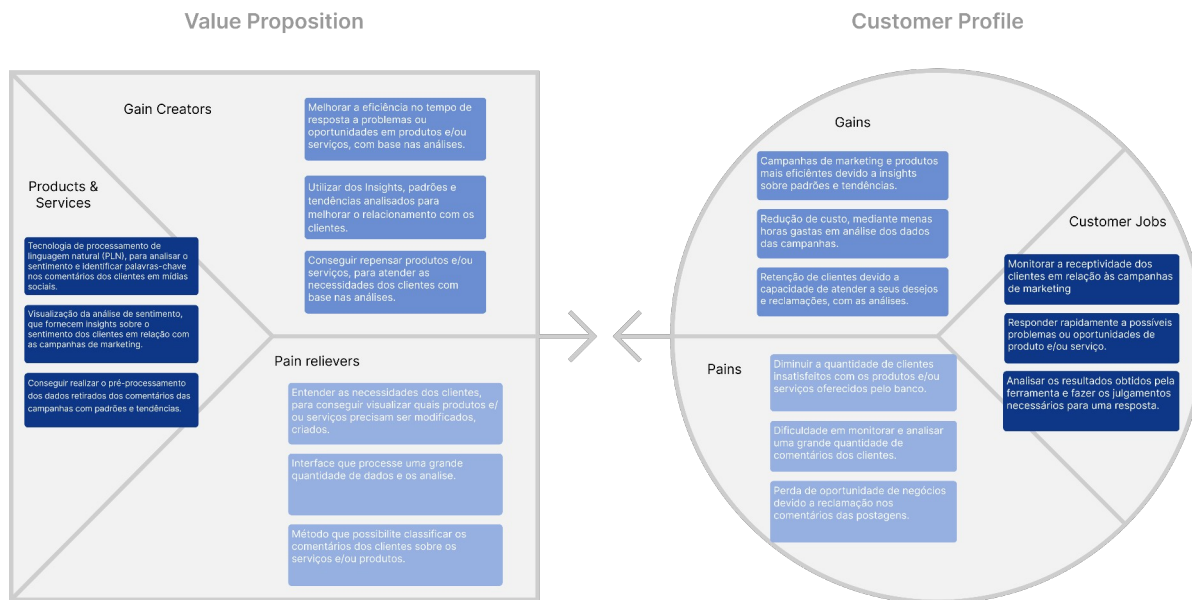 Value Proposition
Customer Profile
Gain Creators
Melhorar a eficiência no tempo de
resposta a problemas ou
oportunidades em produtos e/ou
serviços, com base nas análises.
Utilizar dos Insights, padrões e
tendências analisados para
melhorar o relacionamento com os
clientes.
Conseguir repensar produtos e/ou
serviços, para atender as
necessidades dos clientes com
base nas análises.
Products &
Services
Tecnologia de processamento de
linguagem natural (PLN), para analisar o
sentimento e identificar palavras-chave
nos comentários dos clientes em mídias
sociais.
Visualização da análise de sentimento,
que fornecem insights sobre o
sentimento dos clientes em relação com
as campanhas de marketing.
Conseguir realizar o pré-processamento
dos dados retirados dos comentários das
campanhas com padrões e tendências.
Pain relievers
Entender as necessidades dos clientes,
para conseguir visualizar quais produtos e/
ou serviços precisam ser modificados,
criados.
Interface que processe uma grande
quantidade de dados e os analise.
Método que possibilite classificar os
comentários dos clientes sobre os
serviços e/ou produtos.
Gains
Campanhas de marketing e produtos
mais eficiêntes devido a insights
sobre padrões e tendências.
Redução de custo, mediante menas
horas gastas em análise dos dados
das campanhas.
Retenção de clientes devido a
capacidade de atender a seus desejos
e reclamações, com as análises.
Customer Jobs
Monitorar a receptividade dos
clientes em relação às campanhas
de marketing
Responder rapidamente a possíveis
problemas ou oportunidades de
produto e/ou serviço.
Analisar os resultados obtidos pela
ferramenta e fazer os julgamentos
necessários para uma resposta.
Pains
Diminuir a quantidade de clientes
insatisfeitos com os produtos e/ou
serviços oferecidos pelo banco.
Dificuldade em monitorar e analisar
uma grande quantidade de
comentários dos clientes.
Perda de oportunidade de negócios
devido a reclamação nos
comentários das postagens.